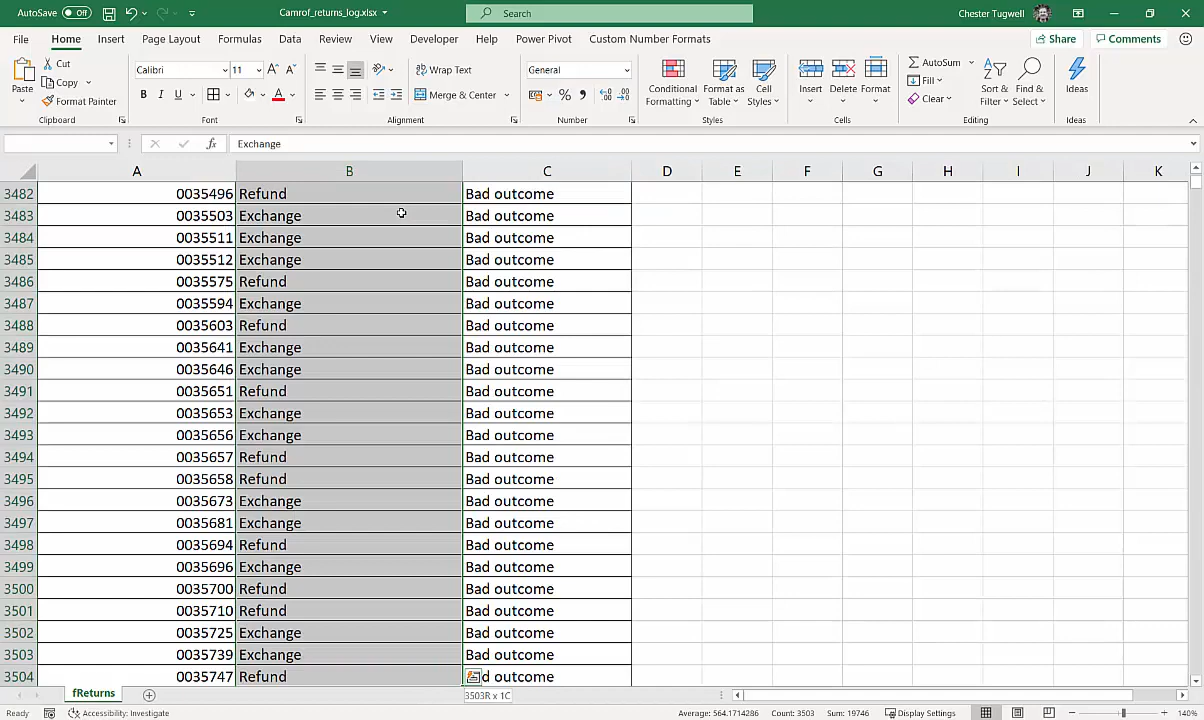 AutoSave Off Camrof_returns_log.xlsx Search Chester Tugwell
File Home Insert Page Layout Formulas Data Review View Developer Help Power Pivot Custom Number Formats Share Comments
Paste Cut Copy Format Painter Calibri 11 Wrap Text Merge & Center General Conditional Formatting Format as Table Cell Styles Insert Delete Format AutoSum Fill Clear Sort & Filter Find & Select Ideas
Clipboard Font Alignment Number Styles Cells Editing Ideas
Exchange
A B C D E F G H I J K
3482 0035496 Refund Bad outcome
3483 0035503 Exchange Bad outcome
3484 0035511 Exchange Bad outcome
3485 0035512 Exchange Bad outcome
3486 0035575 Refund Bad outcome
3487 0035594 Exchange Bad outcome
3488 0035603 Refund Bad outcome
3489 0035641 Exchange Bad outcome
3490 0035646 Exchange Bad outcome
3491 0035651 Refund Bad outcome
3492 0035653 Exchange Bad outcome
3493 0035656 Exchange Bad outcome
3494 0035657 Refund Bad outcome
3495 0035658 Refund Bad outcome
3496 0035673 Exchange Bad outcome
3497 0035681 Exchange Bad outcome
3498 0035694 Refund Bad outcome
3499 0035696 Exchange Bad outcome
3500 0035700 Refund Bad outcome
3501 0035710 Refund Bad outcome
3502 0035725 Exchange Bad outcome
3503 0035739 Exchange Bad outcome
3504 0035747 Refund d outcome
fReturns 3503R x 1C
Ready Accessibility: Investigate Average: 564.1714286 Count: 3503 Sum: 19746 Display Settings 140%